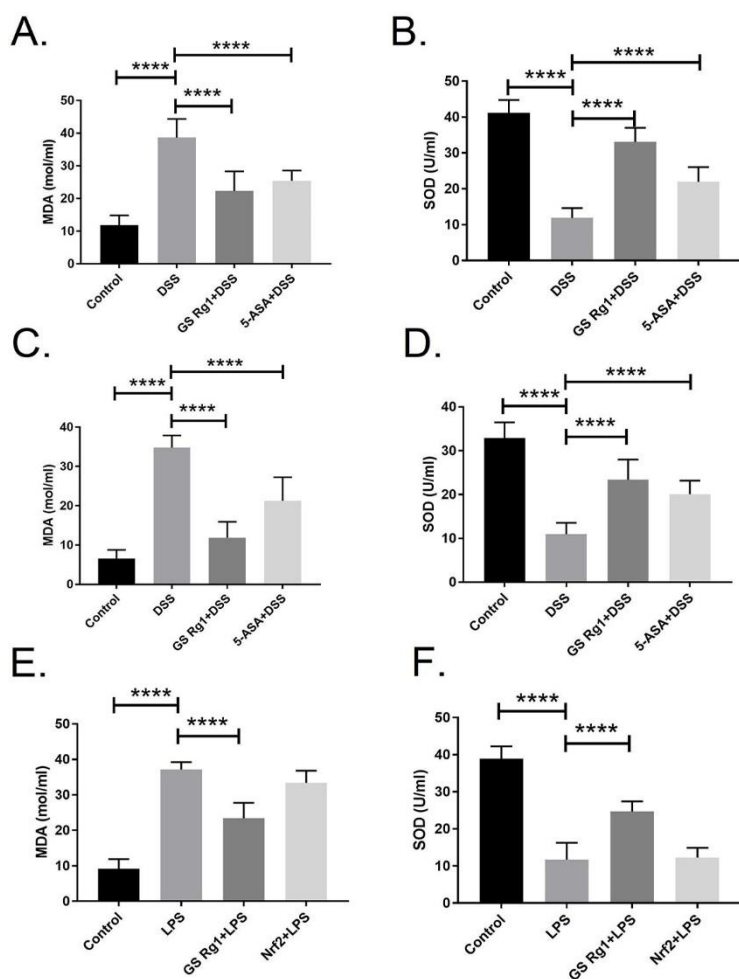 A.
****
****
****
MDA (mol/ml)
50
40
30
20
10
0
Control
DSS
GS Rg1+DSS
5-ASA+DSS
B.
****
****
****
SOD (U/ml)
50
40
30
20
10
0
Control
DSS
GS Rg1+DSS
5-ASA+DSS
C.
****
****
****
MDA (mol/ml)
40
30
20
10
0
Control
DSS
GS Rg1+DSS
5-ASA+DSS
D.
****
****
****
SOD (U/ml)
40
30
20
10
0
Control
DSS
GS Rg1+DSS
5-ASA+DSS
E.
****
****
MDA (mol/ml)
50
40
30
20
10
0
Control
LPS
GS Rg1+LPS
Nrf2+LPS
F.
****
****
SOD (U/ml)
50
40
30
20
10
0
Control
LPS
GS Rg1+LPS
Nrf2+LPS